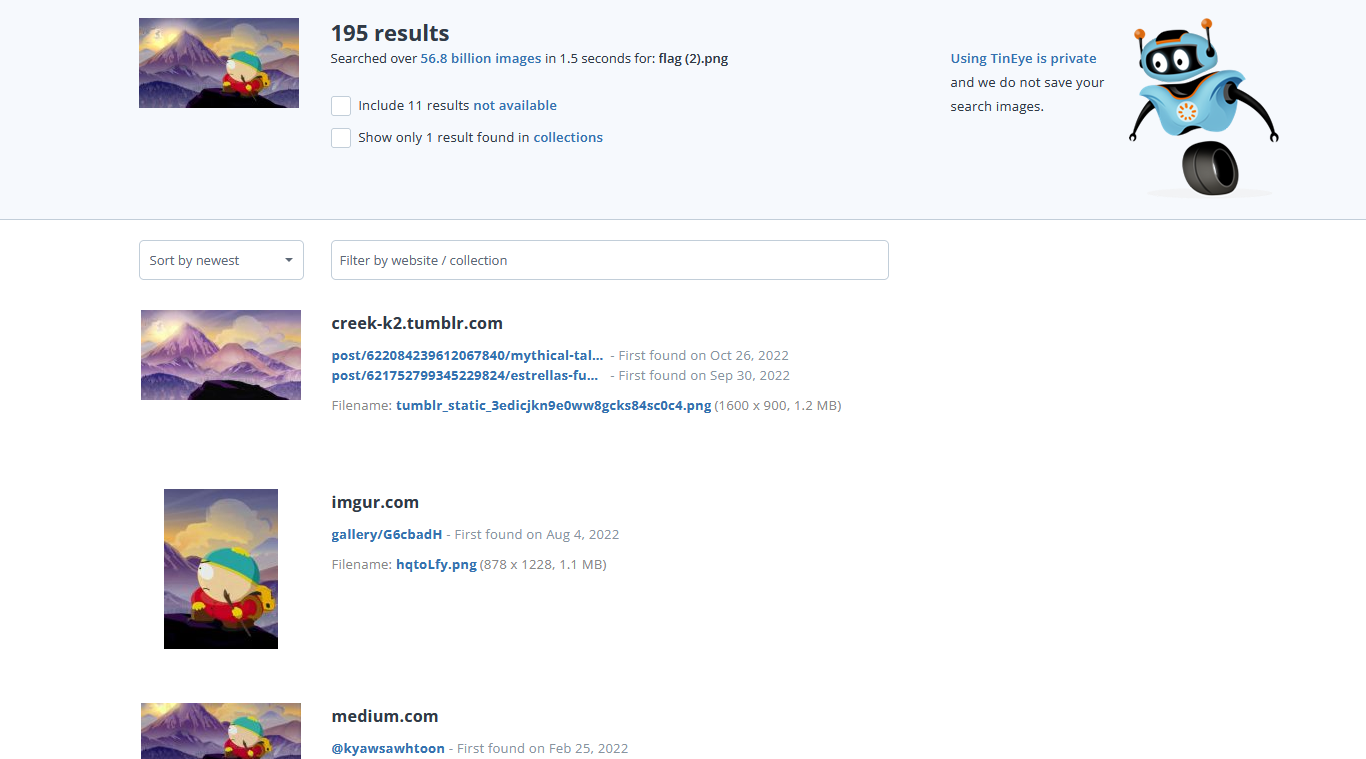 195 results
Searched over 56.8 billion images in 1.5 seconds for: flag (2).png
Using TinEye is private
and we do not save your
search images.
Include 11 results not available
Show only 1 result found in collections
Sort by newest
Filter by website / collection
creek-k2.tumblr.com
post/622084239612067840/mythical-tal... - First found on Oct 26, 2022
post/621752799345229824/estrellas-fu... - First found on Sep 30, 2022
Filename: tumblr_static_3edicjkn9e0ww8gcks84sc0c4.png (1600 x 900, 1.2 MB)
imgur.com
gallery/G6cbadH - First found on Aug 4, 2022
Filename: hqtoLfy.png (878 x 1228, 1.1 MB)
medium.com
@kyawsawhtoon - First found on Feb 25, 2022